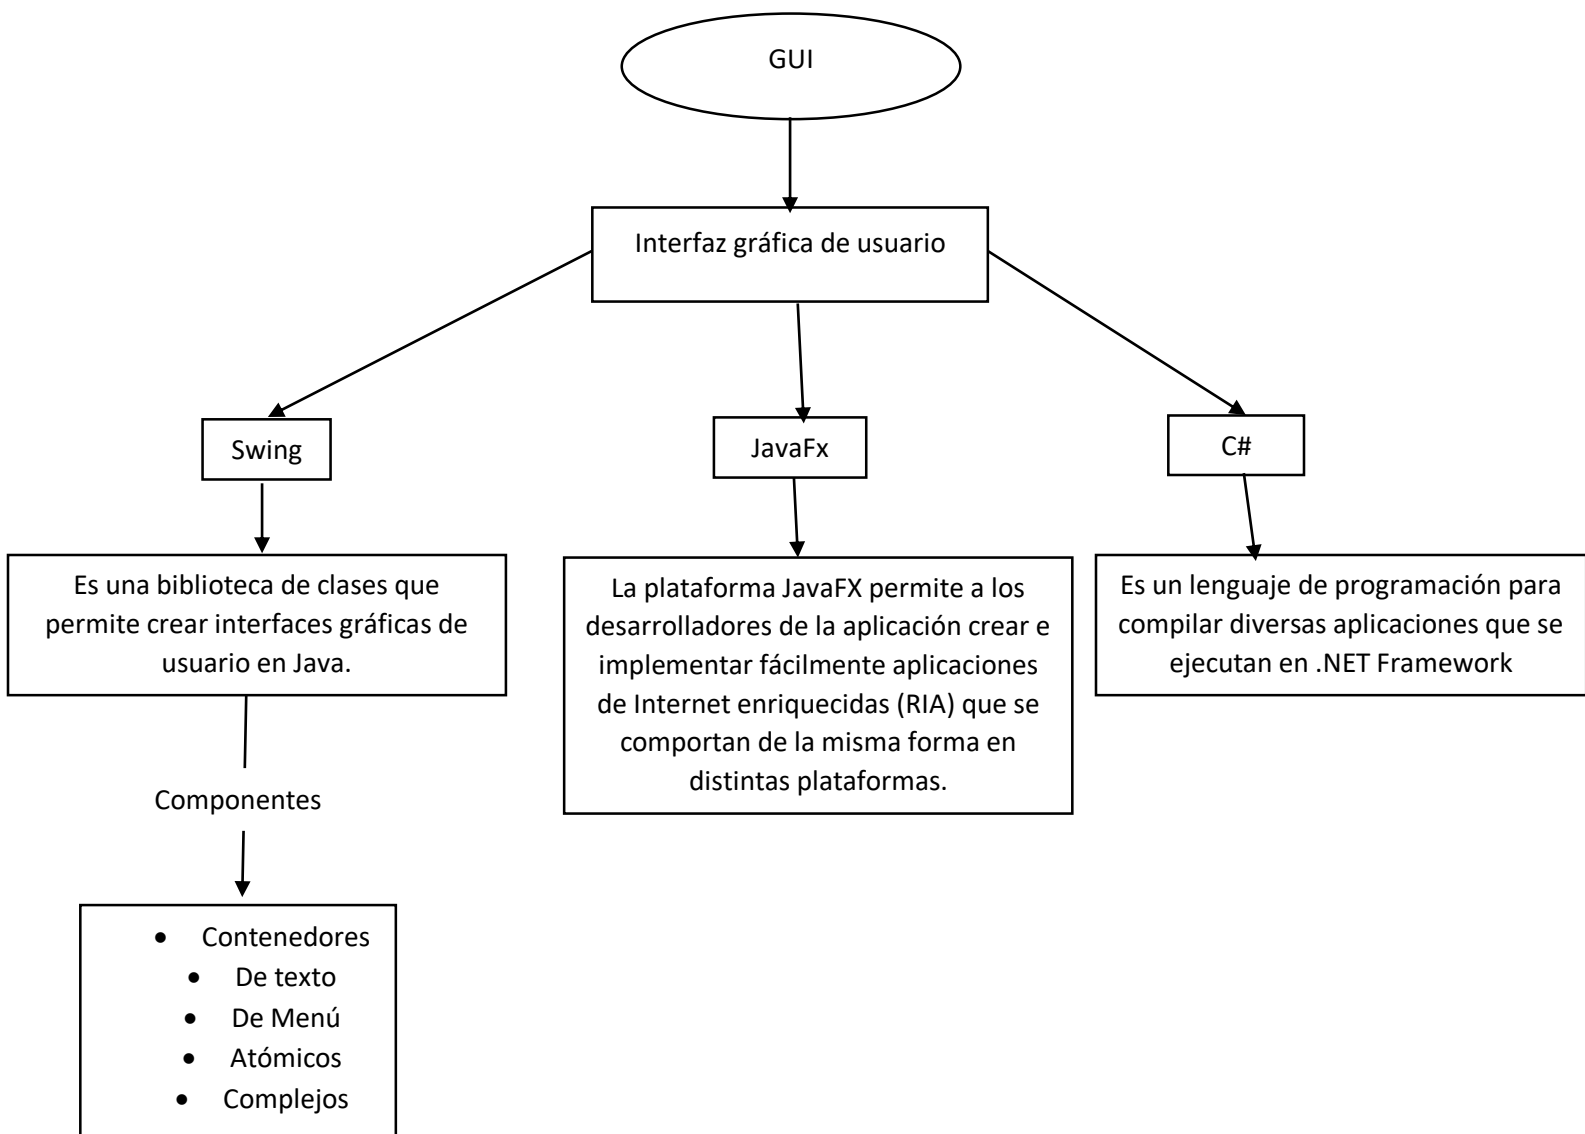 GUI
Interfaz gráfica de usuario
Swing
JavaFx
C#
Es una biblioteca de clases que
permite crear interfaces gráficas de
usuario en Java.
La plataforma JavaFX permite a los
desarrolladores de la aplicación crear e
implementar fácilmente aplicaciones
de Internet enriquecidas (RIA) que se
comportan de la misma forma en
distintas plataformas.
Es un lenguaje de programación para
compilar diversas aplicaciones que se
ejecutan en .NET Framework
Componentes
• Contenedores
• De texto
• De Menú
• Atómicos
• Complejos